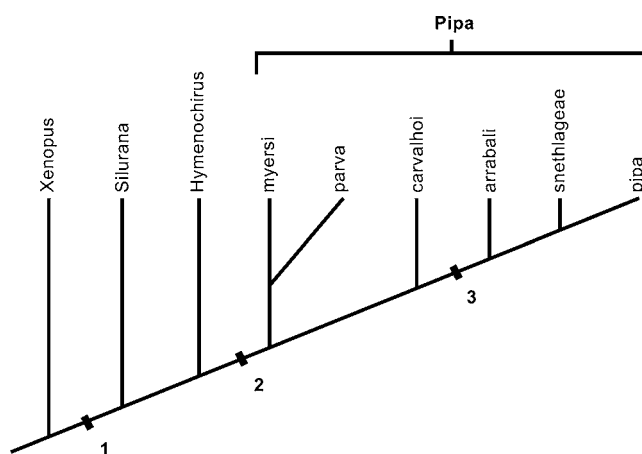 Pipa
Xenopus
Silurana
Hymenochirus
myersi
parva
carvalhoi
arrabali
snethlageae
pipa
3
2
1